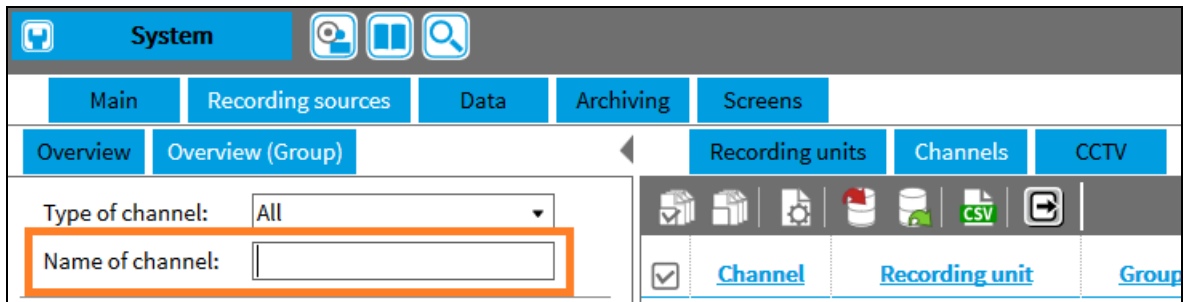 System
Main Recording sources Data Archiving Screens
Overview Overview (Group) Recording units Channels CCTV
Type of channel: All
CSV
Name of channel:
Channel Recording unit Group